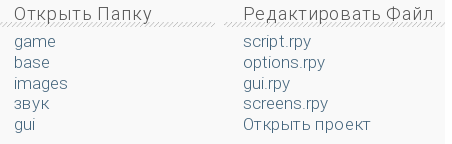 Открыть Папку
game
base
images
звук
gui
Редактировать Файл
script.rpy
options.rpy
gui.rpy
screens.rpy
Открыть проект